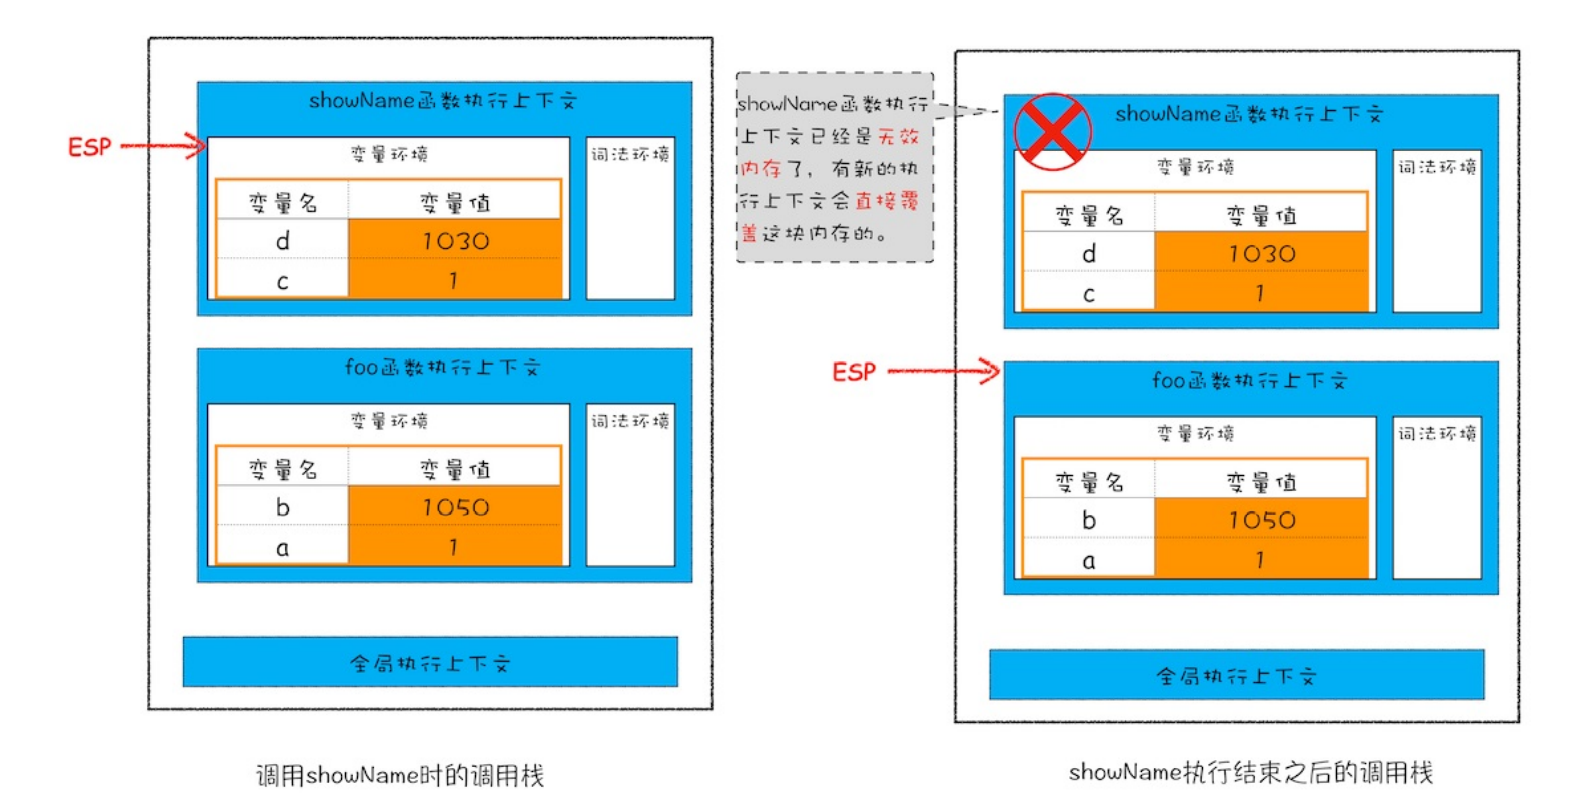 showName函数执行上下文
ESP
变量环境
词法环境
变量名 变量值
d 1030
c 1
foo函数执行上下文
变量环境
词法环境
变量名 变量值
b 1050
a 1
全局执行上下文
调用showName时的调用栈
showName函数执行
上下文已经是无效
内存了，有新的执
行上下文会直接覆
盖这块内存的。
showName函数执行上下文
变量环境
词法环境
变量名 变量值
d 1030
c 1
ESP
foo函数执行上下文
变量环境
词法环境
变量名 变量值
b 1050
a 1
全局执行上下文
showName执行结束之后的调用栈